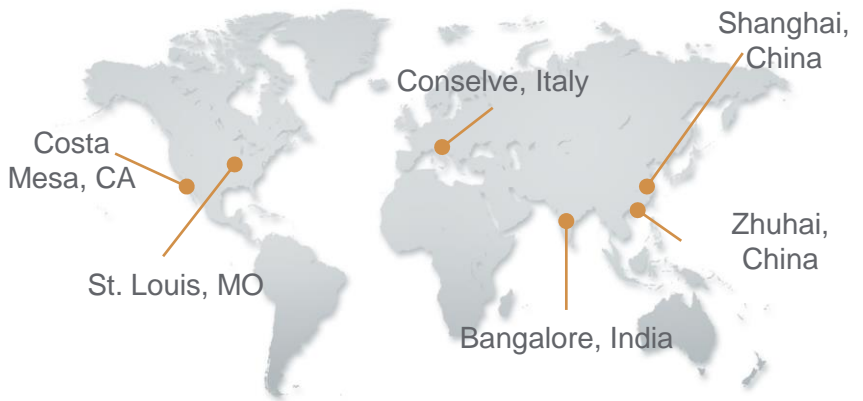 Shanghai,
China
Conselve, Italy
Costa
Mesa, CA
Zhuhai,
China
St. Louis, MO
Bangalore, India